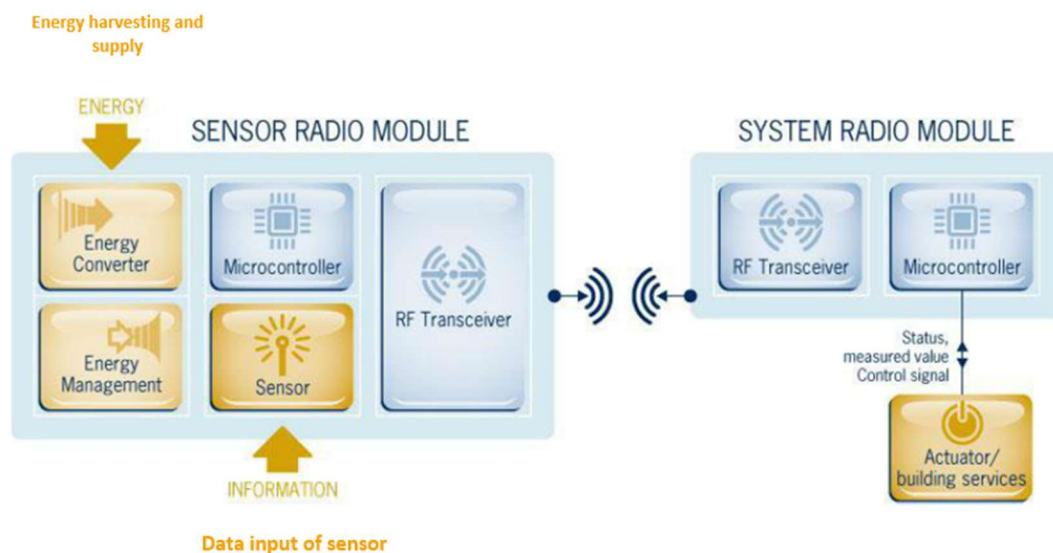 Energy harvesting and
supply
ENERGY
SENSOR RADIO MODULE
SYSTEM RADIO MODULE
Energy
Converter
Microcontroller
RF Transceiver
Energy
Management
Sensor
RF Transceiver
Microcontroller
Status,
measured value
Control signal
Actuator/
building services
INFORMATION
Data input of sensor